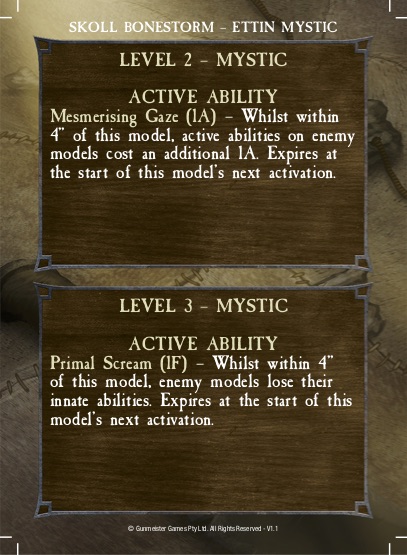 SKOLL BONESTORM - ETTIN MYSTIC
LEVEL 2 - MYSTIC
ACTIVE ABILITY
Mesmerising Gaze (1A) - Whilst within
4" of this model, active abilities on enemy
models cost an additional 1A. Expires at
the start of this model's next activation.
LEVEL 3 - MYSTIC
ACTIVE ABILITY
Primal Scream (1F) - Whilst within 4"
of this model, enemy models lose their
innate abilities. Expires at the start of this
model's next activation.
© Gunmeister Games Pty Ltd. All Rights Reserved - V1.1